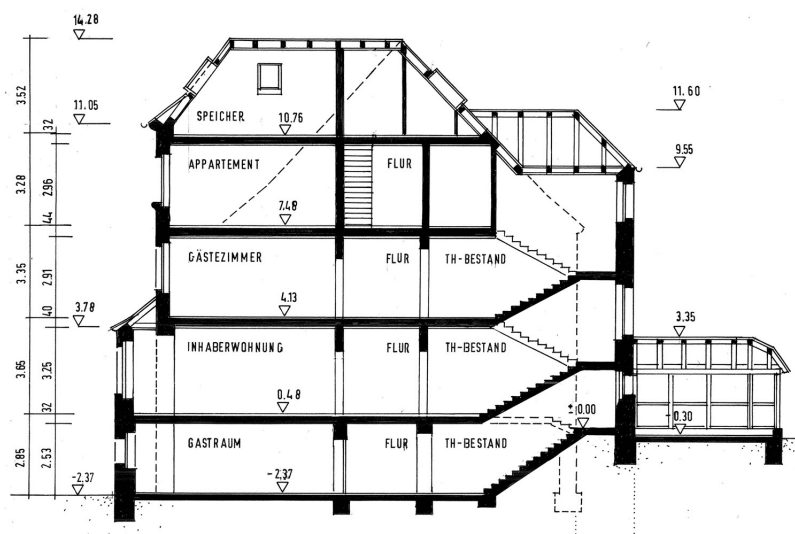 14.28
11.05
3.52
32
SPEICHER
10.76
11.60
9.55
3.28
2.96
44
APPARTEMENT
FLUR
7.48
3.35
2.91
40
GÄSTEZIMMER
FLUR
TH-BESTAND
4.13
3.78
3.35
3.66
3.25
32
INHABERWOHNUNG
FLUR
TH-BESTAND
0.48
± 0.00
- 0.30
2.85
2.53
GASTRAUM
FLUR
TH-BESTAND
-2.37
-2.37